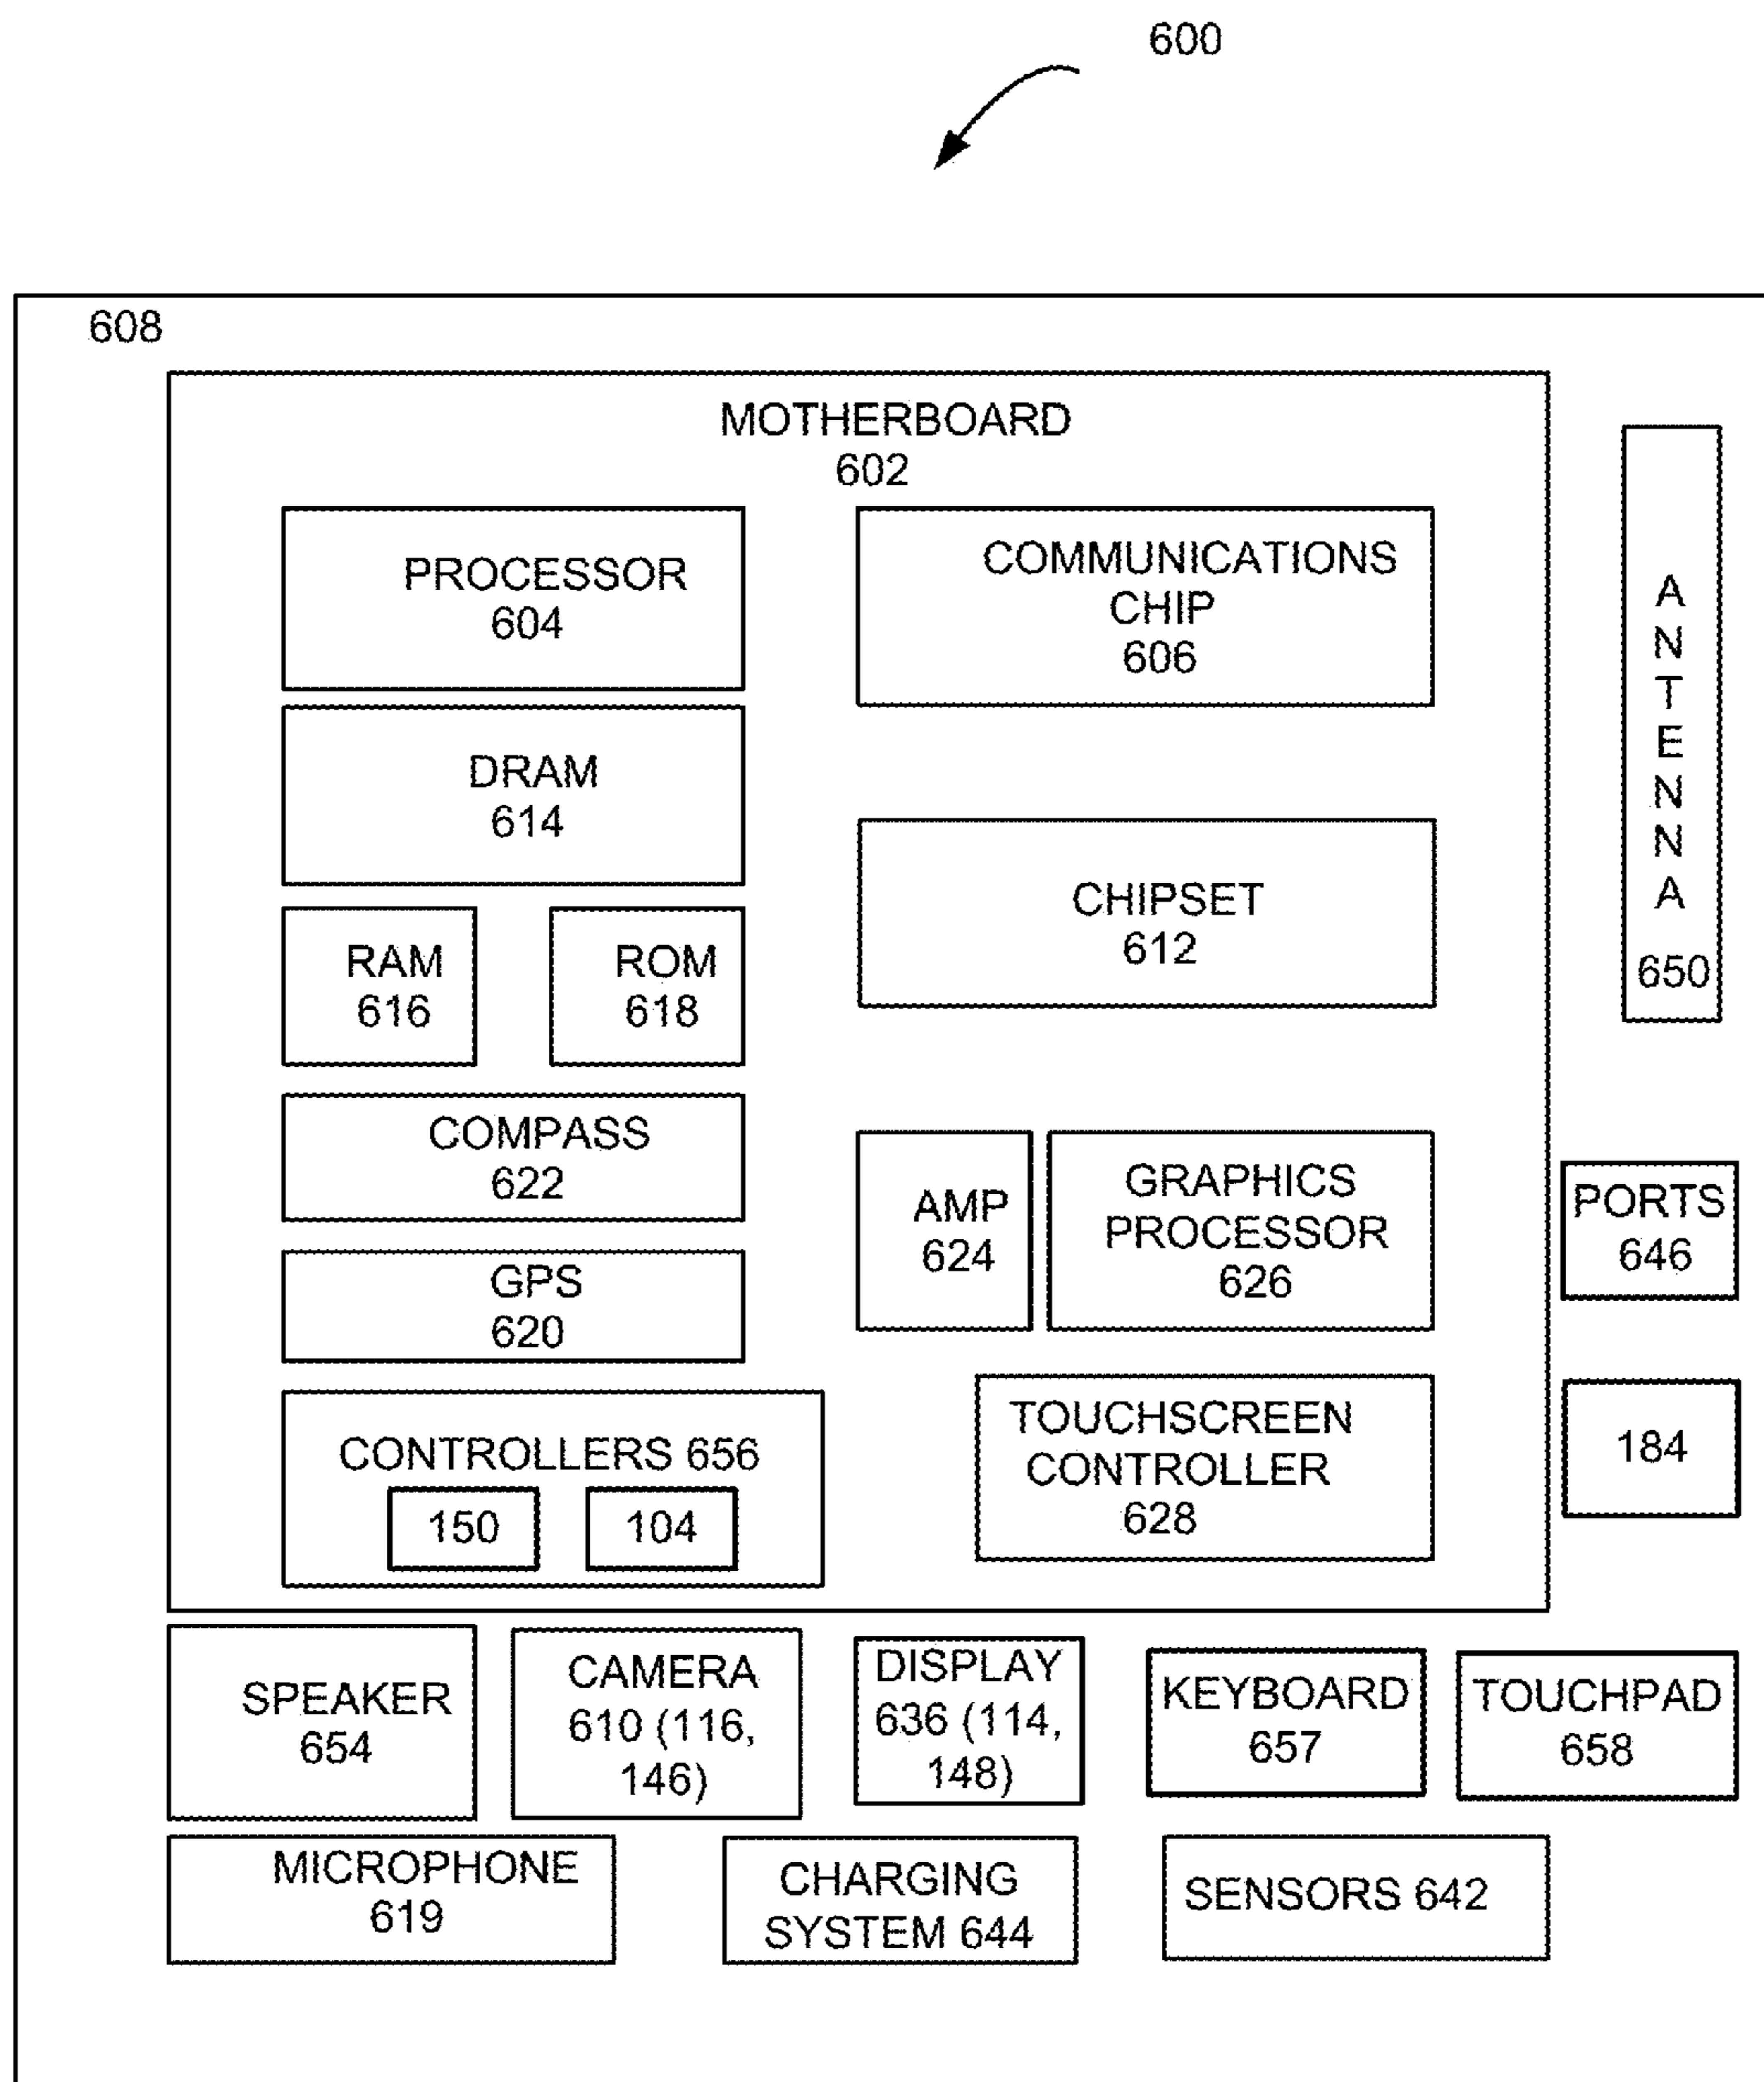 600
608
MOTHERBOARD
602
PROCESSOR
604
COMMUNICATIONS
CHIP
606
DRAM
614
CHIPSET
612
RAM
616
ROM
618
COMPASS
622
GPS
620
AMP
624
GRAPHICS
PROCESSOR
626
CONTROLLERS 656
150
104
TOUCHSCREEN
CONTROLLER
628
A
N
T
E
N
N
A
650
PORTS
646
184
SPEAKER
654
CAMERA
610 (116,
146)
DISPLAY
636 (114,
148)
KEYBOARD
657
TOUCHPAD
658
MICROPHONE
619
CHARGING
SYSTEM 644
SENSORS 642